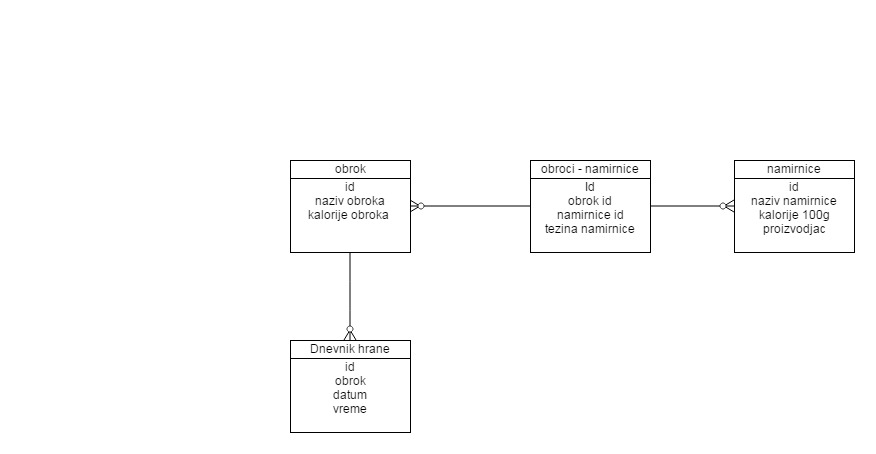 obrok
id
naziv obroka
kalorije obroka
obroci - namirnice
Id
obrok id
namirnice id
tezina namirnice
namirnice
id
naziv namirnice
kalorije 100g
proizvodjac
Dnevnik hrane
id
obrok
datum
vreme